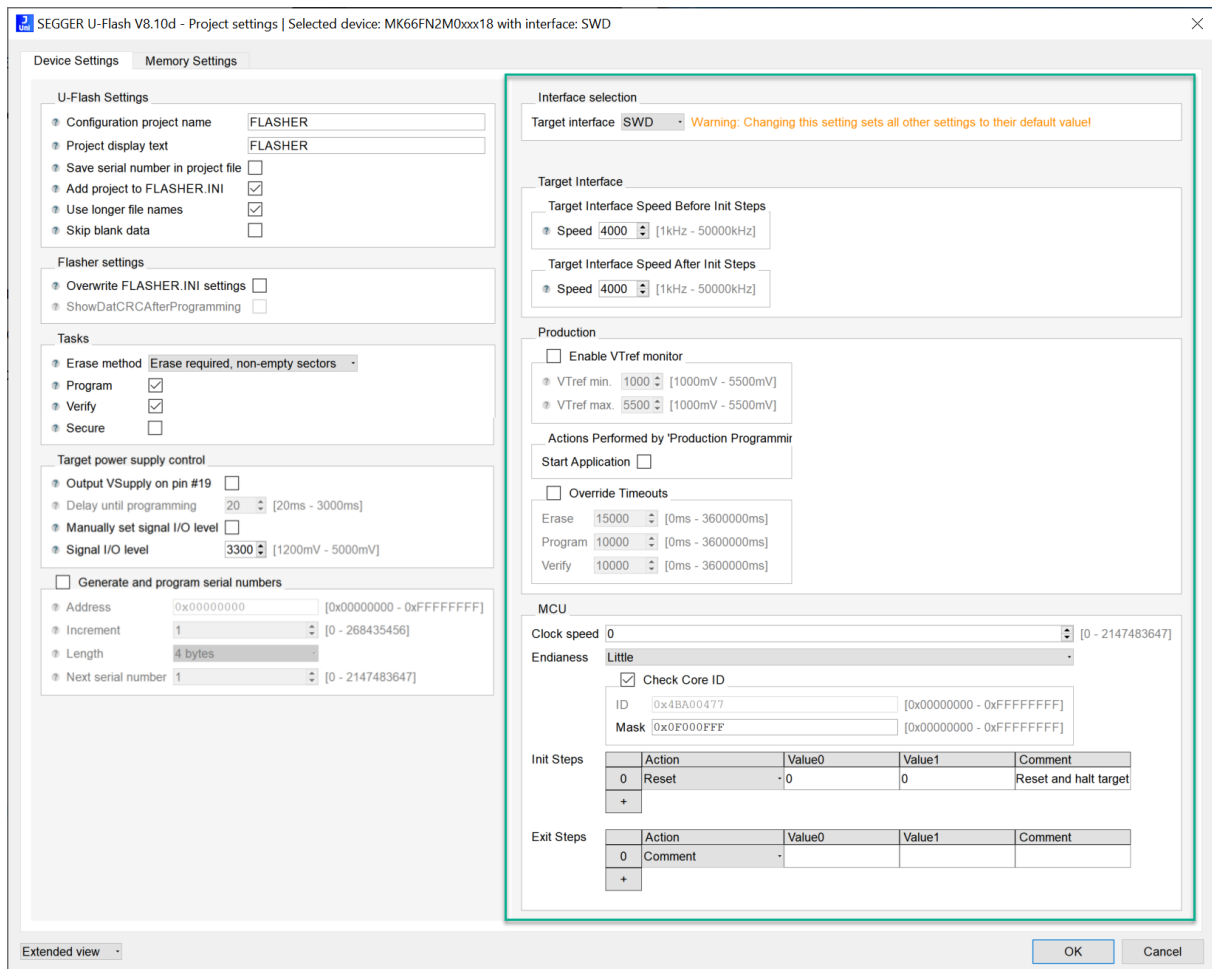 J
Uni
SEGGER U-Flash V8.10d - Project settings | Selected device: MK66FN2M0xxx18 with interface: SWD
Device Settings
Memory Settings
U-Flash Settings
? Configuration project name FLASHER
? Project display text FLASHER
? Save serial number in project file
? Add project to FLASHER.INI
? Use longer file names
? Skip blank data
Flasher settings
? Overwrite FLASHER.INI settings
? ShowDatCRCAfterProgramming
Tasks
? Erase method Erase required, non-empty sectors
? Program
? Verify
? Secure
Target power supply control
? Output VSupply on pin #19
? Delay until programming 20 [20ms - 3000ms]
? Manually set signal I/O level
? Signal I/O level 3300 [1200mV - 5000mV]
Generate and program serial numbers
? Address 0x00000000 [0x00000000 - 0xFFFFFFFF]
? Increment 1 [0 - 268435456]
? Length 4 bytes
? Next serial number 1 [0 - 2147483647]
Interface selection
Target interface SWD Warning: Changing this setting sets all other settings to their default value!
Target Interface
Target Interface Speed Before Init Steps
? Speed 4000 [1kHz - 50000kHz]
Target Interface Speed After Init Steps
? Speed 4000 [1kHz - 50000kHz]
Production
Enable VTref monitor
? VTref min. 1000 [1000mV - 5500mV]
? VTref max. 5500 [1000mV - 5500mV]
Actions Performed by 'Production Programmin
Start Application
Override Timeouts
Erase 15000 [0ms - 3600000ms]
Program 10000 [0ms - 3600000ms]
Verify 10000 [0ms - 3600000ms]
MCU
Clock speed 0 [0 - 2147483647]
Endianess Little
Check Core ID
ID 0x4BA00477 [0x00000000 - 0xFFFFFFFF]
Mask 0x0F000FFF [0x00000000 - 0xFFFFFFFF]
Init Steps Action Value0 Value1 Comment
0 Reset 0 0 Reset and halt target
+
Exit Steps Action Value0 Value1 Comment
0 Comment
+
Extended view
OK
Cancel